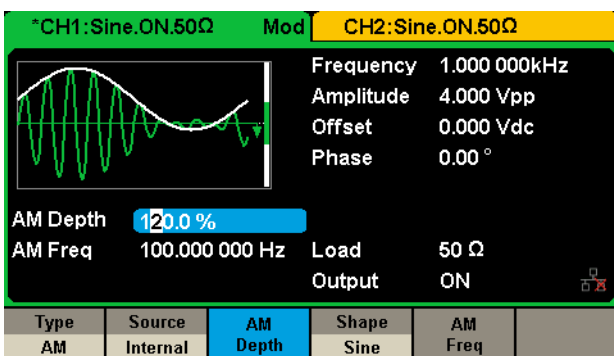 *CH1:Sine.ON.50Ω Mod CH2:Sine.ON.50Ω
Frequency 1.000 000kHz
Amplitude 4.000 Vpp
Offset 0.000 Vdc
Phase 0.00 °
AM Depth 120.0 %
AM Freq 100.000 000 Hz Load 50 Ω
Output ON
Type Source AM Depth Shape AM Freq
AM Internal Sine